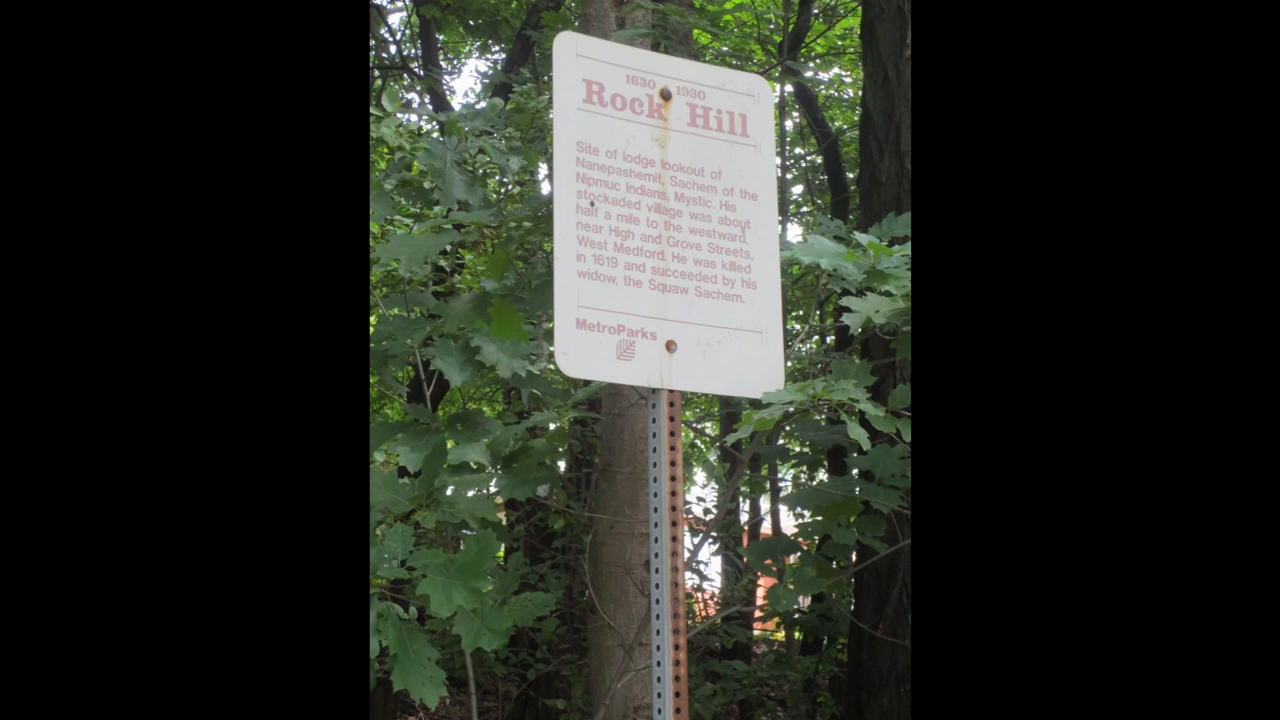 1630 1930
Rock Hill
Site of lodge lookout of
Nanepashemit, Sachem of the
Nipmuc Indians, Mystic. His
stockaded village was about
half a mile to the westward,
near High and Grove Streets,
West Medford. He was killed
in 1619 and succeeded by his
widow, the Squaw Sachem.
MetroParks